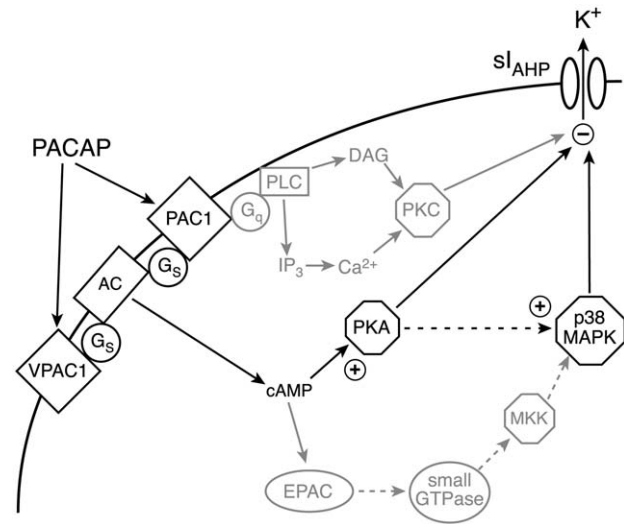 K+
sIAHP
−
PACAP
DAG
PLC
PAC1
Gq
PKC
IP3
Ca2+
GS
AC
+
p38
MAPK
PKA
GS
VPAC1
+
cAMP
MKK
small
GTPase
EPAC